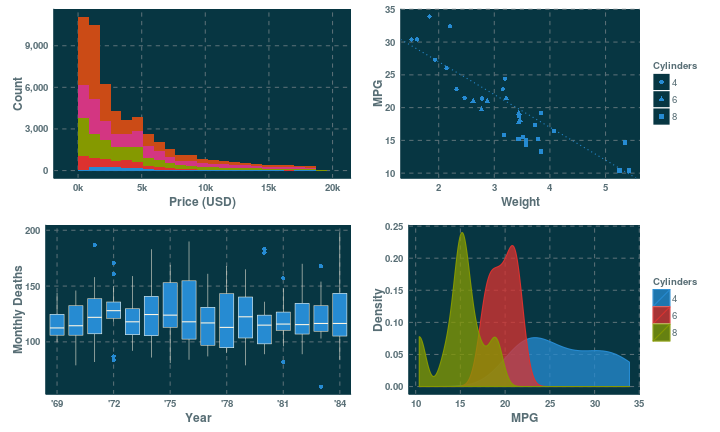 Count
9,000
6,000
3,000
0
0k
5k
10k
15k
20k
Price (USD)
MPG
35
30
25
20
15
10
2
3
4
5
Weight
Cylinders
4
6
8
Monthly Deaths
200
150
100
'69
'72
'75
'78
'81
'84
Year
Density
0.25
0.20
0.15
0.10
0.05
0.00
10
15
20
25
30
35
MPG
Cylinders
4
6
8